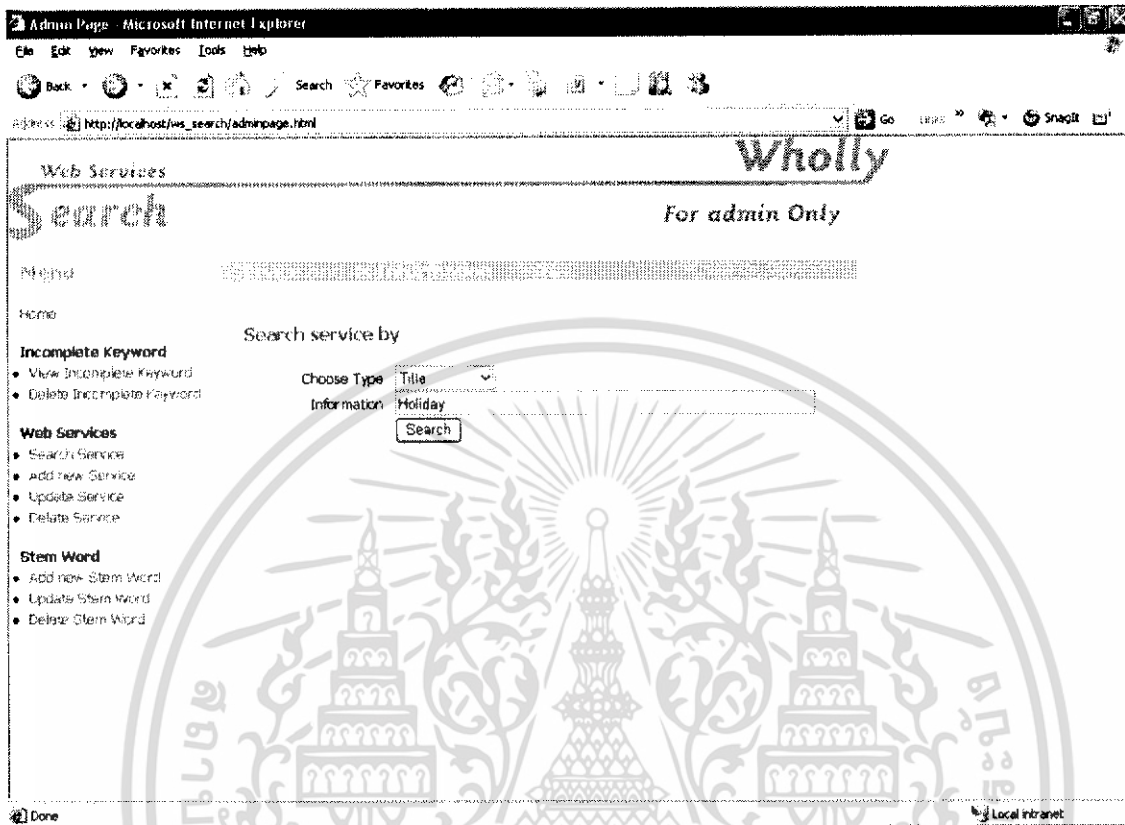 Admin Page - Microsoft Internet Explorer
File Edit View Favorites Tools Help
Back Search Favorites
Address http://localhost/ws_search/adminpage.html Go Links » SnagIt
Web Services Wholly
Search For admin Only
Menu
Home
Search service by
Incomplete Keyword
• View Incomplete Keyword
• Delete Incomplete Keyword
Choose Type Title
Information Holiday
Search
Web Services
• Search Service
• Add new Service
• Update Service
• Delete Service
Stem Word
• Add new Stem Word
• Update Stem Word
• Delete Stem Word
Done Local intranet